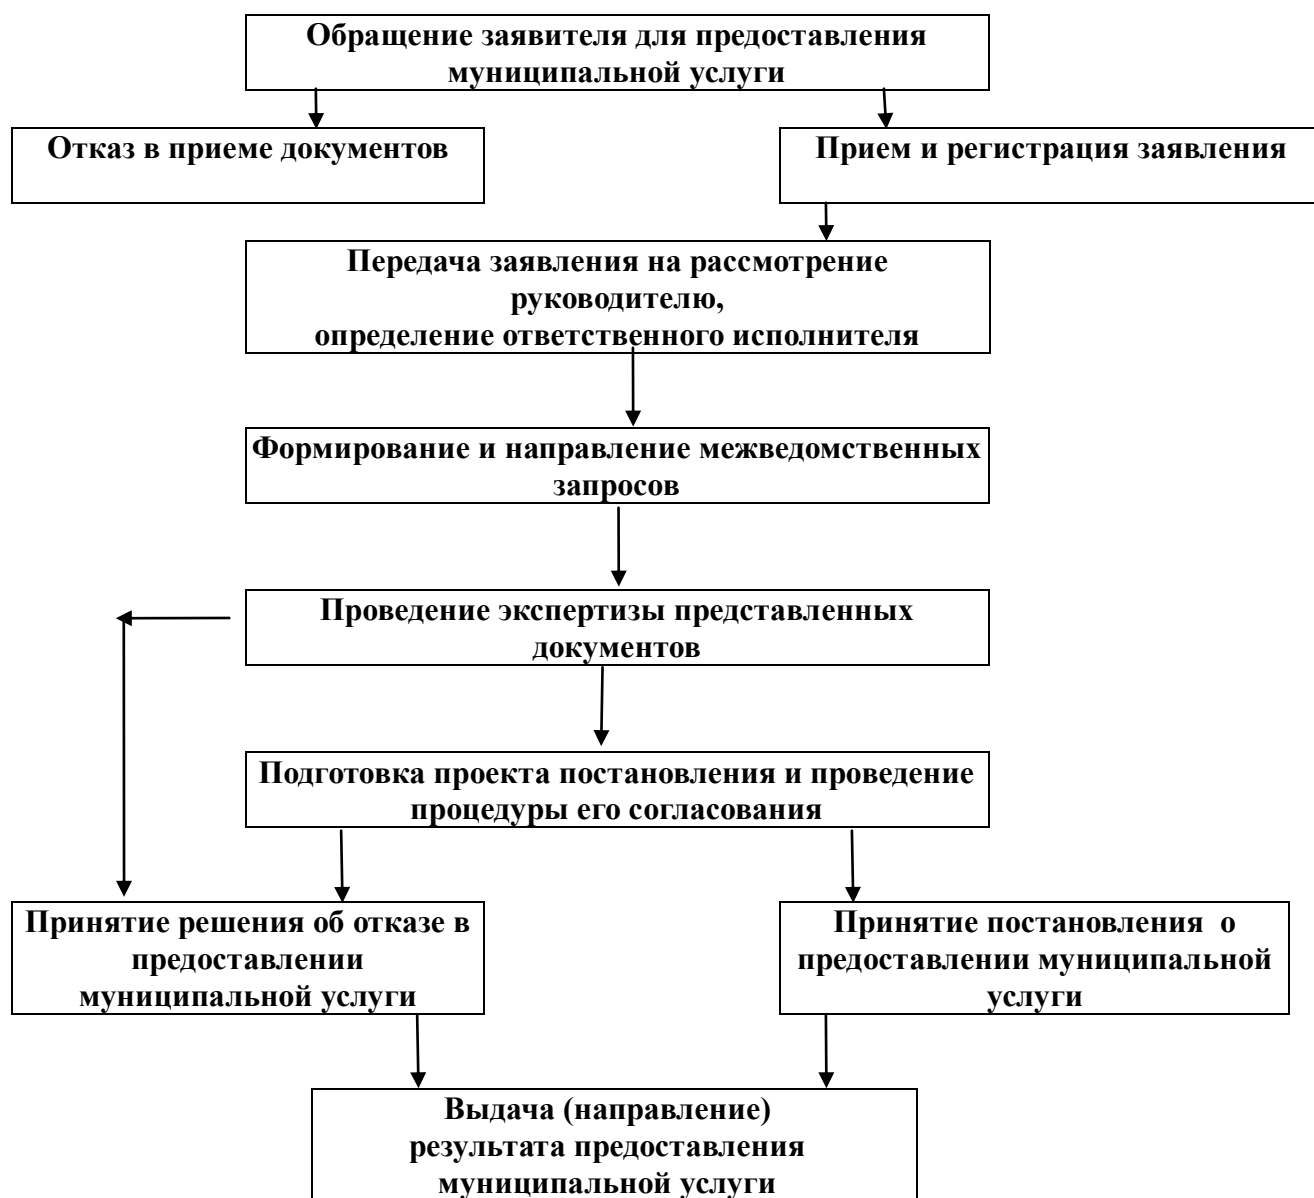 Обращение заявителя для предоставления
муниципальной услуги
Отказ в приеме документов
Прием и регистрация заявления
Передача заявления на рассмотрение
руководителю,
определение ответственного исполнителя
Формирование и направление межведомственных
запросов
Проведение экспертизы представленных
документов
Подготовка проекта постановления и проведение
процедуры его согласования
Принятие решения об отказе в
предоставлении
муниципальной услуги
Принятие постановления о
предоставлении муниципальной
услуги
Выдача (направление)
результата предоставления
муниципальной услуги